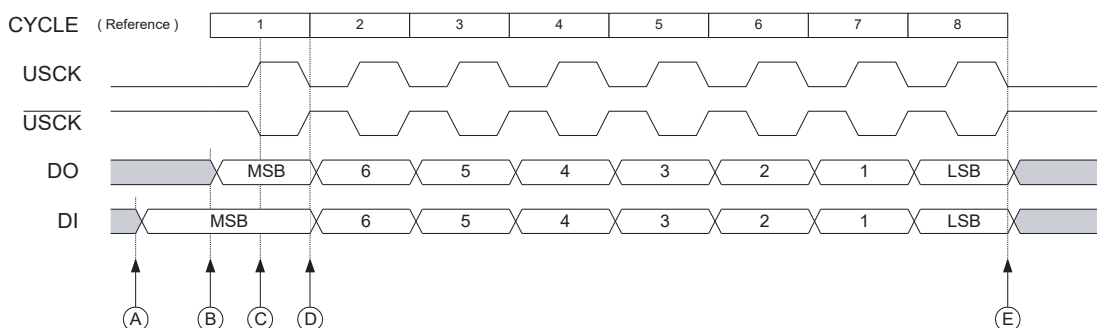 CYCLE ( Reference ) 1 2 3 4 5 6 7 8
USCK
USCK
DO MSB 6 5 4 3 2 1 LSB
DI MSB 6 5 4 3 2 1 LSB
A B C D E